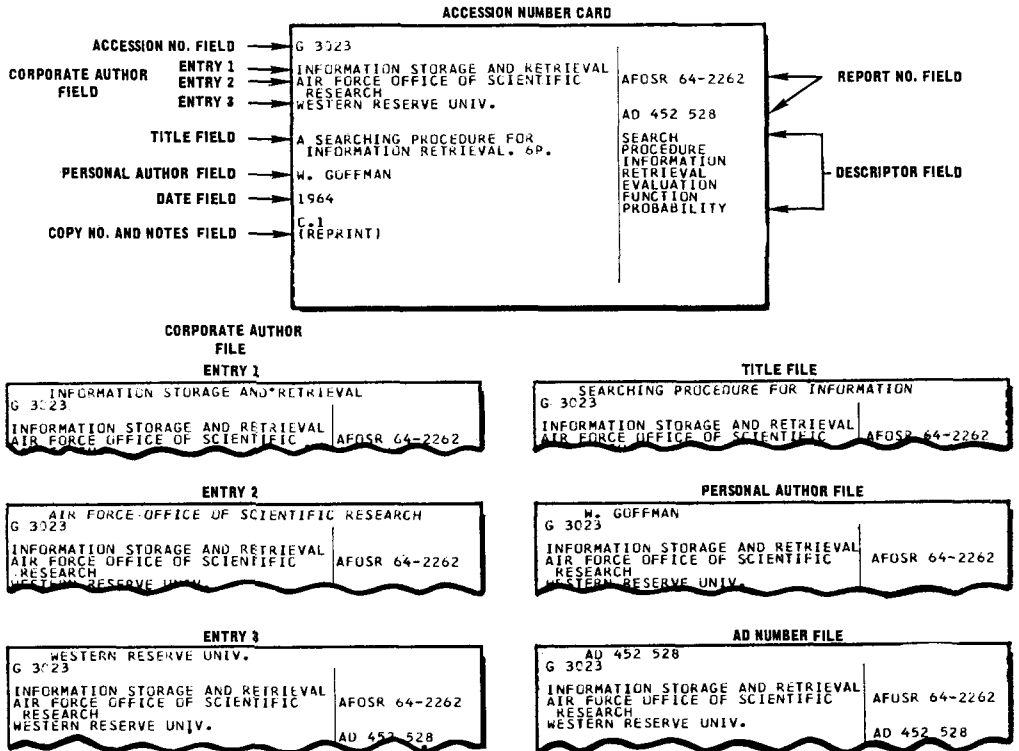 ACCESSION NUMBER CARD
ACCESSION NO. FIELD
CORPORATE AUTHOR
FIELD
ENTRY 1
ENTRY 2
ENTRY 3
TITLE FIELD
PERSONAL AUTHOR FIELD
DATE FIELD
COPY NO. AND NOTES FIELD
G 3023
INFORMATION STORAGE AND RETRIEVAL
AIR FORCE OFFICE OF SCIENTIFIC
RESEARCH
WESTERN RESERVE UNIV.
A SEARCHING PROCEDURE FOR
INFORMATION RETRIEVAL. 6P.
W. GOFFMAN
1964
C.1
(REPRINT)
AFOSR 64-2262
AD 452 528
SEARCH
PROCEDURE
INFORMATION
RETRIEVAL
EVALUATION
FUNCTION
PROBABILITY
REPORT NO. FIELD
DESCRIPTOR FIELD
CORPORATE AUTHOR
FILE
ENTRY 1
INFORMATION STORAGE AND RETRIEVAL
G 3023
INFORMATION STORAGE AND RETRIEVAL
AIR FORCE OFFICE OF SCIENTIFIC
AFOSR 64-2262
ENTRY 2
AIR FORCE OFFICE OF SCIENTIFIC RESEARCH
G 3023
INFORMATION STORAGE AND RETRIEVAL
AIR FORCE OFFICE OF SCIENTIFIC
RESEARCH
WESTERN RESERVE UNIV.
AFOSR 64-2262
ENTRY 3
WESTERN RESERVE UNIV.
G 3023
INFORMATION STORAGE AND RETRIEVAL
AIR FORCE OFFICE OF SCIENTIFIC
RESEARCH
WESTERN RESERVE UNIV.
AFOSR 64-2262
AD 452 528
TITLE FILE
SEARCHING PROCEDURE FOR INFORMATION
G 3023
INFORMATION STORAGE AND RETRIEVAL
AIR FORCE OFFICE OF SCIENTIFIC
AFOSR 64-2262
PERSONAL AUTHOR FILE
W. GOFFMAN
G 3023
INFORMATION STORAGE AND RETRIEVAL
AIR FORCE OFFICE OF SCIENTIFIC
RESEARCH
WESTERN RESERVE UNIV.
AFOSR 64-2262
AD NUMBER FILE
AD 452 528
G 3023
INFORMATION STORAGE AND RETRIEVAL
AIR FORCE OFFICE OF SCIENTIFIC
RESEARCH
WESTERN RESERVE UNIV.
AFOSR 64-2262
AD 452 528